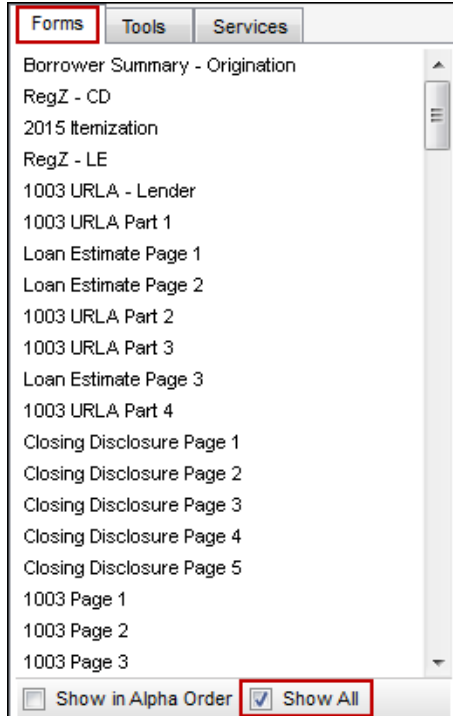 Forms Tools Services
Borrower Summary - Origination
RegZ - CD
2015 Itemization
RegZ - LE
1003 URLA - Lender
1003 URLA Part 1
Loan Estimate Page 1
Loan Estimate Page 2
1003 URLA Part 2
1003 URLA Part 3
Loan Estimate Page 3
1003 URLA Part 4
Closing Disclosure Page 1
Closing Disclosure Page 2
Closing Disclosure Page 3
Closing Disclosure Page 4
Closing Disclosure Page 5
1003 Page 1
1003 Page 2
1003 Page 3
Show in Alpha Order Show All